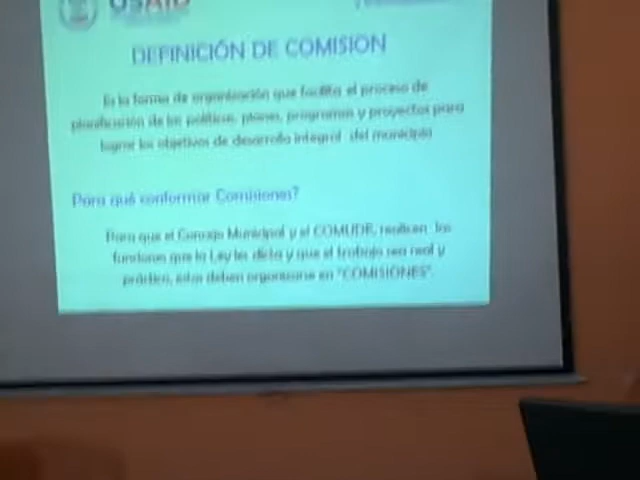 USAID
DEFINICIÓN DE COMISION
Es la forma de organización que facilita el proceso de
planificación de las políticas, planes, programas y proyectos para
lograr los objetivos de desarrollo integral del municipio
Para qué conformar Comisiones?
Para que el Concejo Municipal y el COMUDE, realicen las
funciones que la Ley les dicta y que el trabajo sea real y
práctico, estos deben organizarse en "COMISIONES".